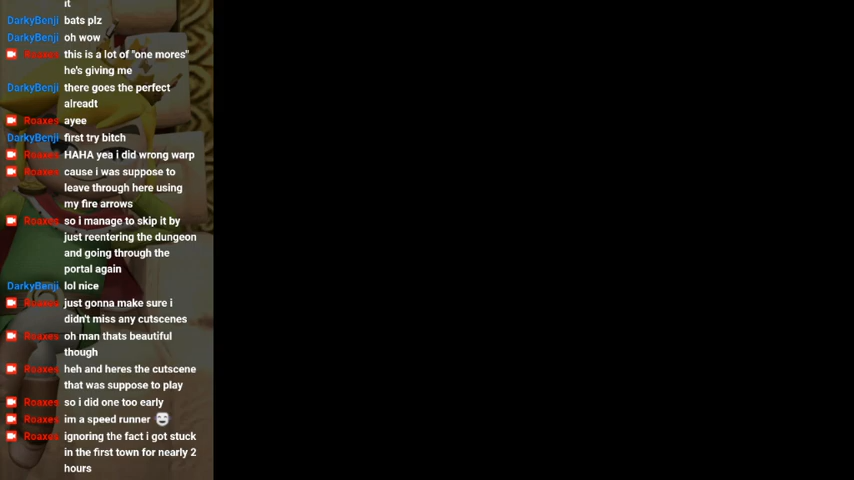 it
DarkyBenji bats plz
DarkyBenji oh wow
Roaxes this is a lot of "one mores"
he's giving me
DarkyBenji there goes the perfect
alreadt
Roaxes ayee
DarkyBenji first try bitch
Roaxes HAHA yea i did wrong warp
Roaxes cause i was suppose to
leave through here using
my fire arrows
Roaxes so i manage to skip it by
just reentering the dungeon
and going through the
portal again
DarkyBenji lol nice
Roaxes just gonna make sure i
didn't miss any cutscenes
Roaxes oh man thats beautiful
though
Roaxes heh and heres the cutscene
that was suppose to play
Roaxes so i did one too early
Roaxes im a speed runner
Roaxes ignoring the fact i got stuck
in the first town for nearly 2
hours